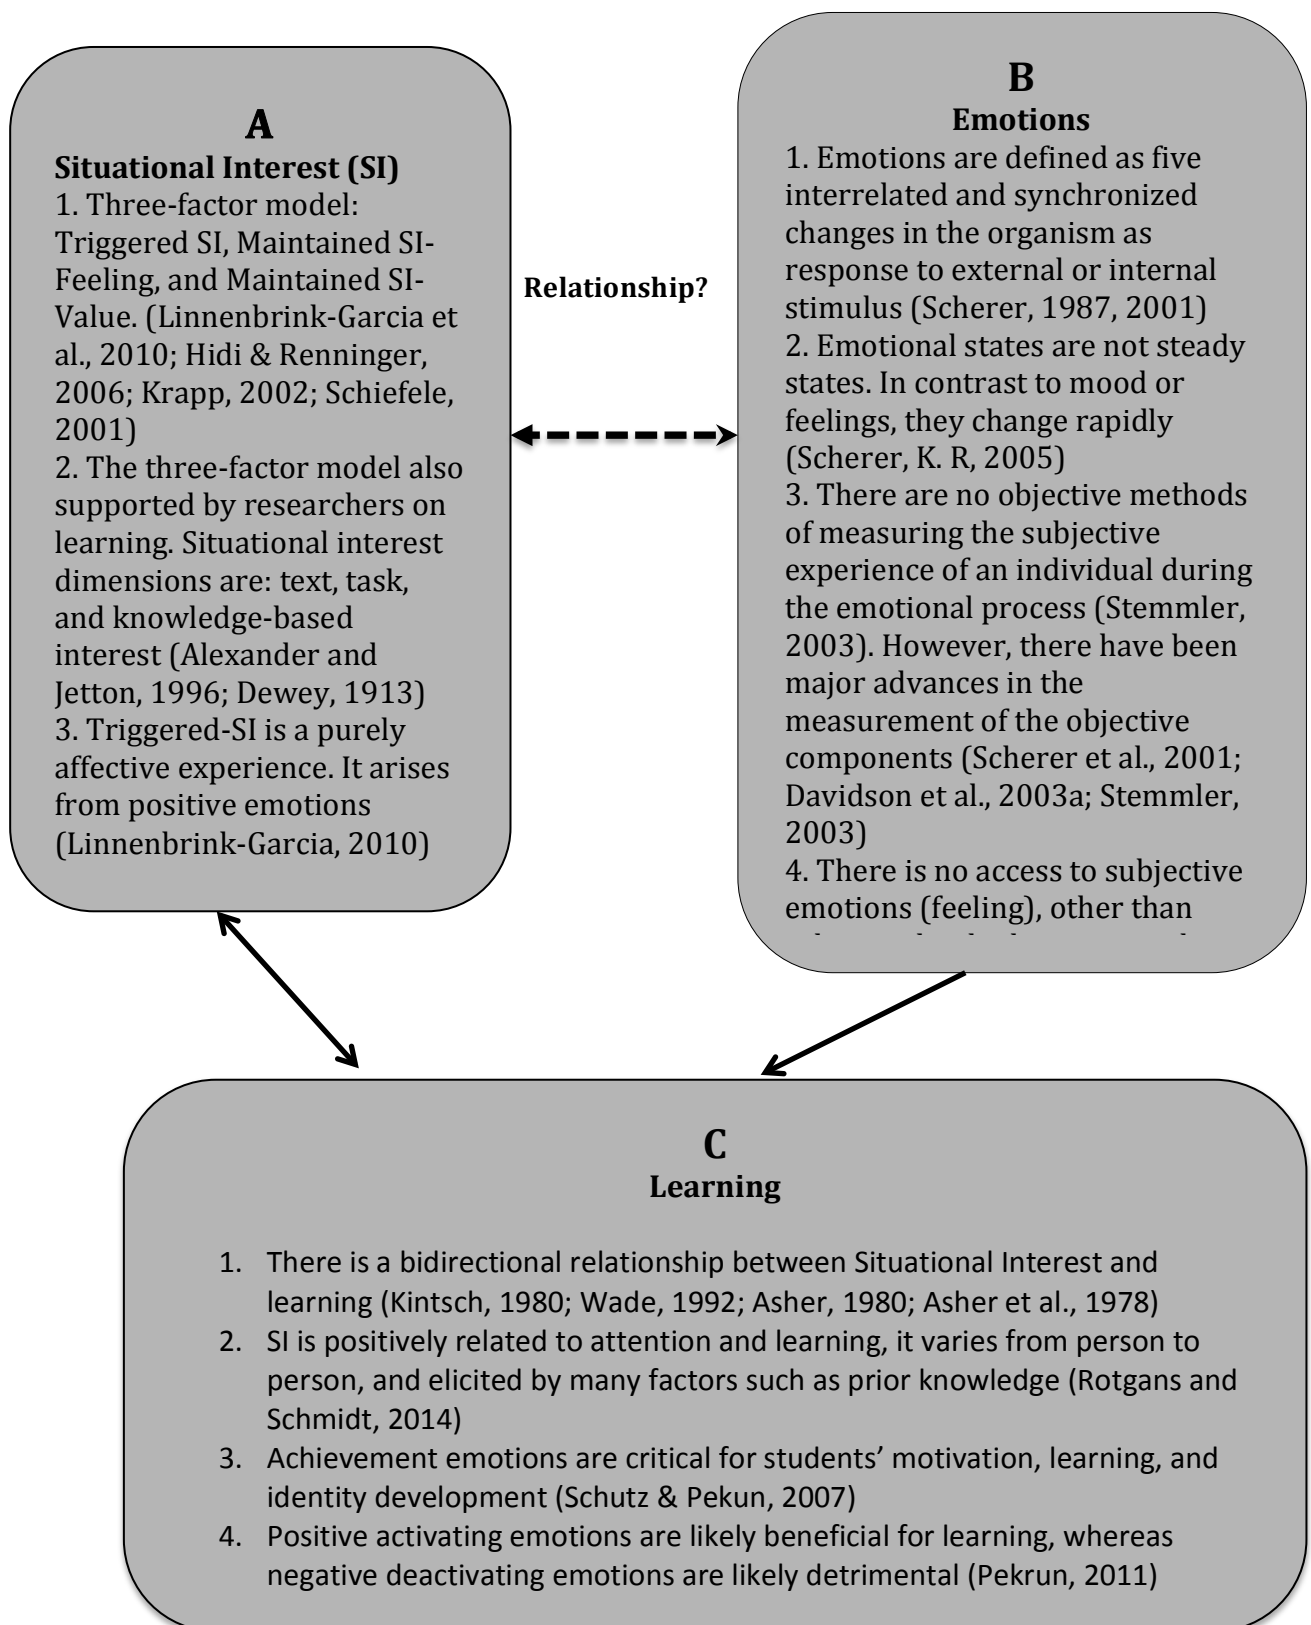 A
Situational Interest (SI)
1. Three-factor model:
Triggered SI, Maintained SI-
Feeling, and Maintained SI-
Value. (Linnenbrink-Garcia et
al., 2010; Hidi & Renninger,
2006; Krapp, 2002; Schiefele,
2001)
2. The three-factor model also
supported by researchers on
learning. Situational interest
dimensions are: text, task,
and knowledge-based
interest (Alexander and
Jetton, 1996; Dewey, 1913)
3. Triggered-SI is a purely
affective experience. It arises
from positive emotions
(Linnenbrink-Garcia, 2010)
Relationship?
B
Emotions
1. Emotions are defined as five
interrelated and synchronized
changes in the organism as
response to external or internal
stimulus (Scherer, 1987, 2001)
2. Emotional states are not steady
states. In contrast to mood or
feelings, they change rapidly
(Scherer, K. R, 2005)
3. There are no objective methods
of measuring the subjective
experience of an individual during
the emotional process (Stemmler,
2003). However, there have been
major advances in the
measurement of the objective
components (Scherer et al., 2001;
Davidson et al., 2003a; Stemmler,
2003)
4. There is no access to subjective
emotions (feeling), other than
C
Learning
1. There is a bidirectional relationship between Situational Interest and
learning (Kintsch, 1980; Wade, 1992; Asher, 1980; Asher et al., 1978)
2. SI is positively related to attention and learning, it varies from person to
person, and elicited by many factors such as prior knowledge (Rotgans and
Schmidt, 2014)
3. Achievement emotions are critical for students’ motivation, learning, and
identity development (Schutz & Pekun, 2007)
4. Positive activating emotions are likely beneficial for learning, whereas
negative deactivating emotions are likely detrimental (Pekrun, 2011)